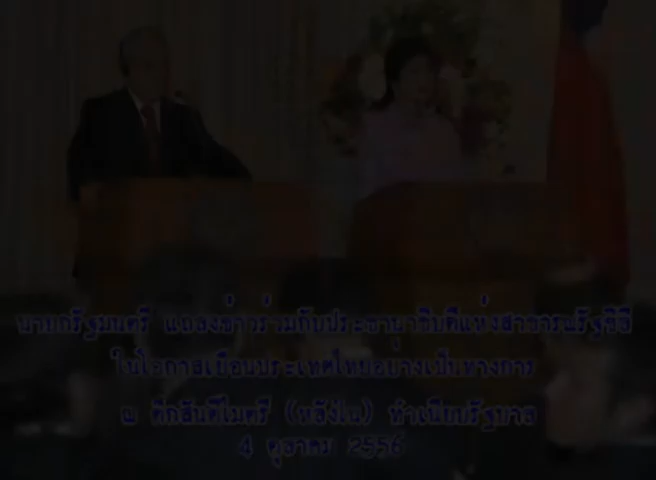 นายกรัฐมนตรี แถลงข่าวร่วมกับประธานาธิบดีแห่งสาธารณรัฐชิลี
ในโอกาสเยือนประเทศไทยอย่างเป็นทางการ
ณ ตึกสันติไมตรี (หลังใน) ทำเนียบรัฐบาล
4 ตุลาคม 2556